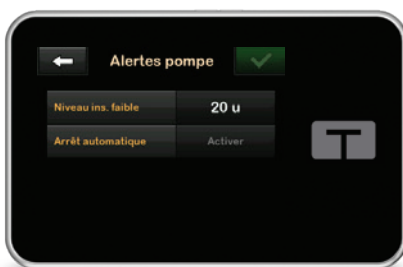 Alertes pompe
Niveau ins. faible 20 u
Arrêt automatique Activer